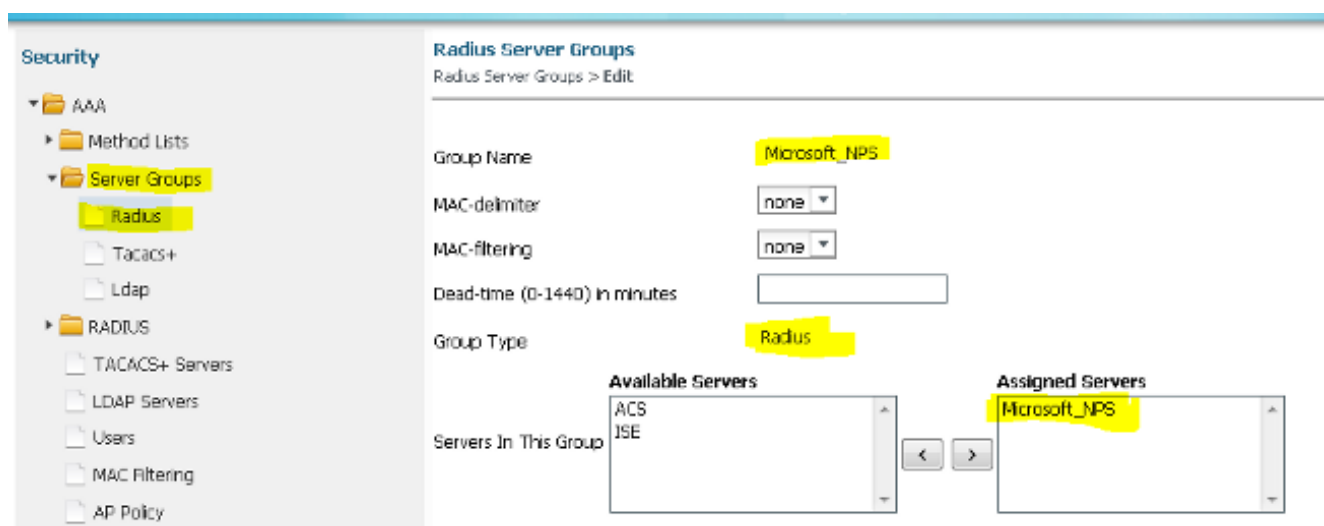 Security
AAA
Method Lists
Server Groups
Radius
Tacacs+
Ldap
RADIUS
TACACS+ Servers
LDAP Servers
Users
MAC Filtering
AP Policy
Radius Server Groups
Radius Server Groups > Edit
Group Name Microsoft_NPS
MAC-delimiter none
MAC-filtering none
Dead-time (0-1440) in minutes
Group Type Radius
Available Servers Assigned Servers
Servers In This Group
ACS
ISE
< >
Microsoft_NPS